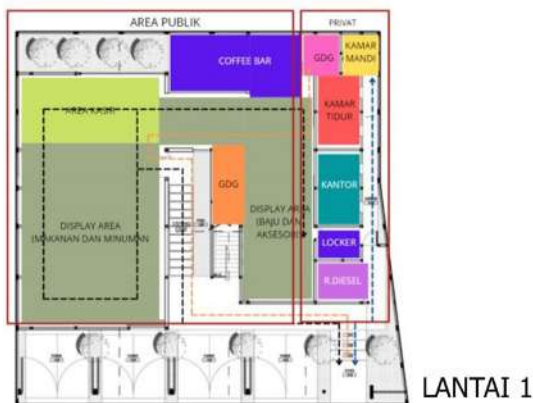 AREA PUBLIK
PRIVAT
COFFEE BAR
GDG
KAMAR
MANDI
AREA KASIR
KAMAR
TIDUR
KANTOR
GDG
DISPLAY AREA
(MAKANAN DAN MINUMAN
DISPLAY AREA
(BAJU DAN
AKSESORI
LOCKER
R.DIESEL
LANTAI 1